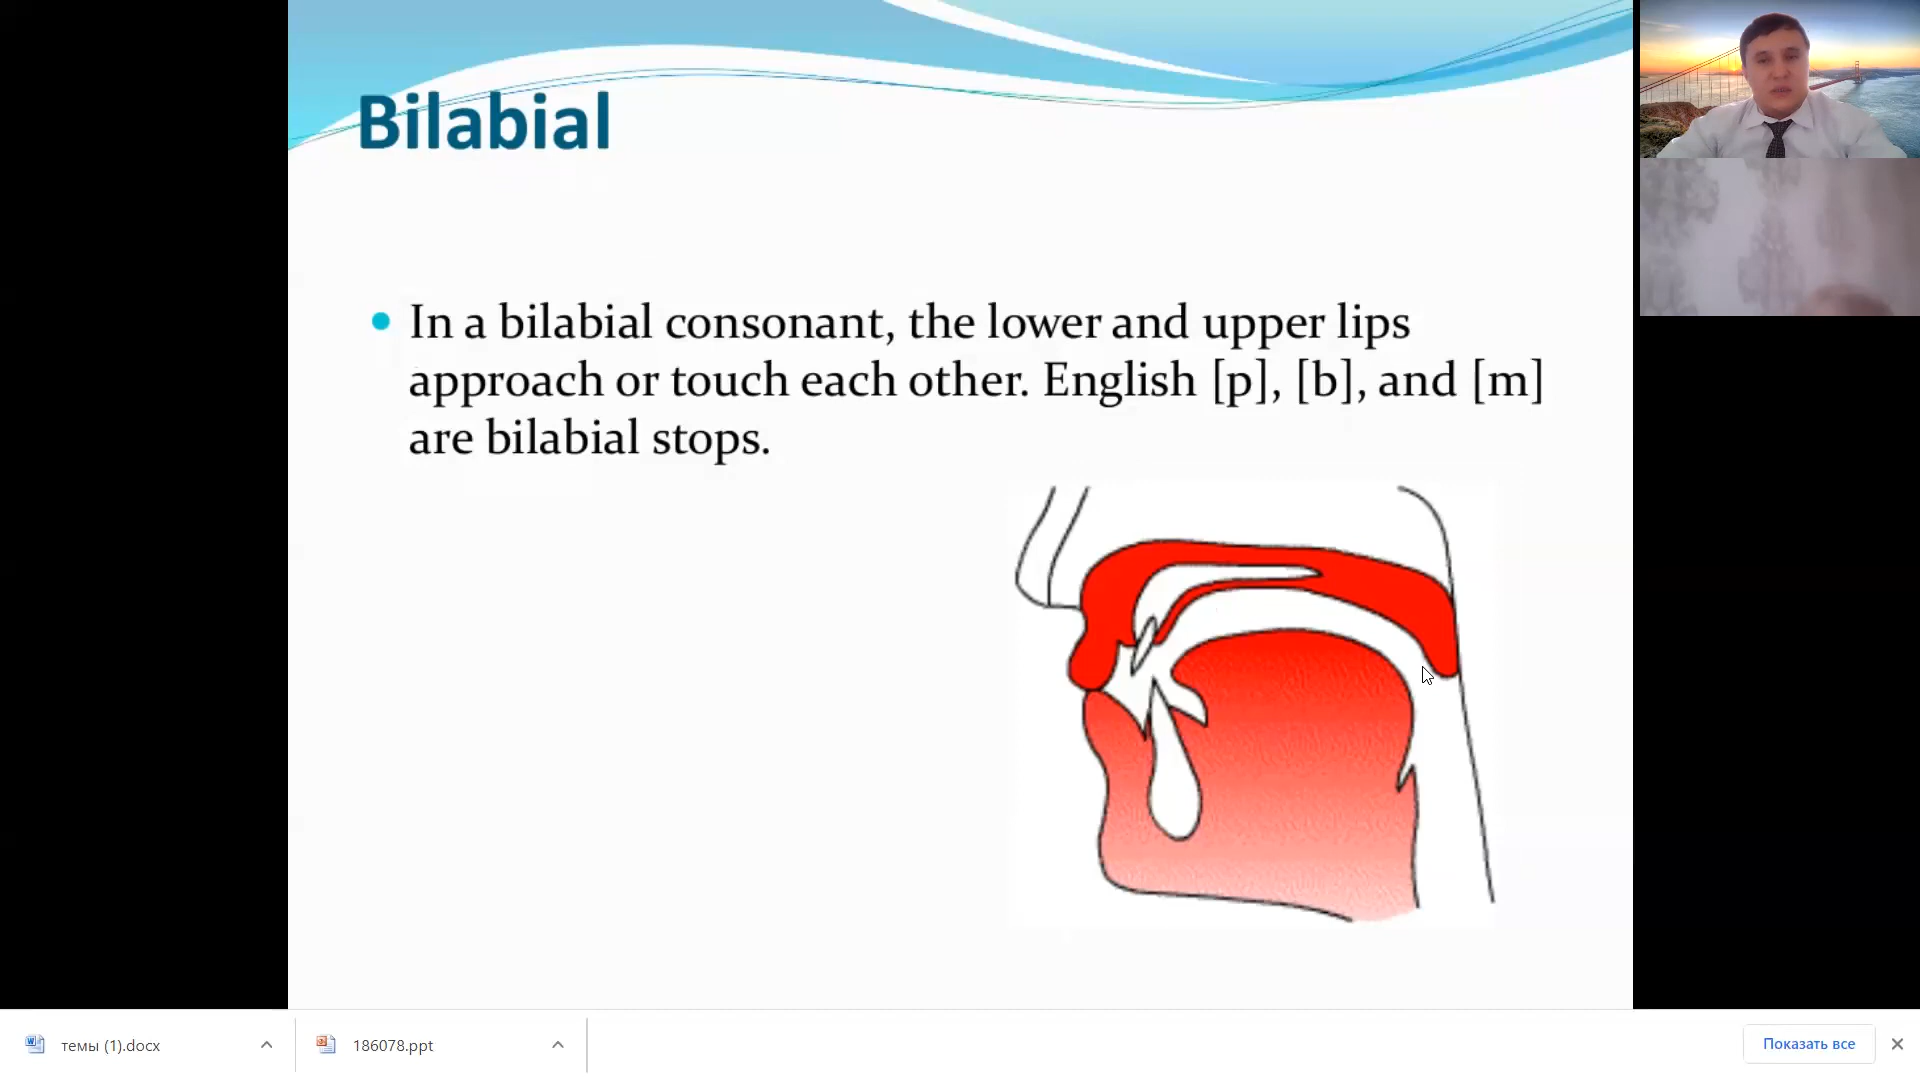 Bilabial
In a bilabial consonant, the lower and upper lips
approach or touch each other. English [p], [b], and [m]
are bilabial stops.
темы (1).docx
186078.ppt
Показать все